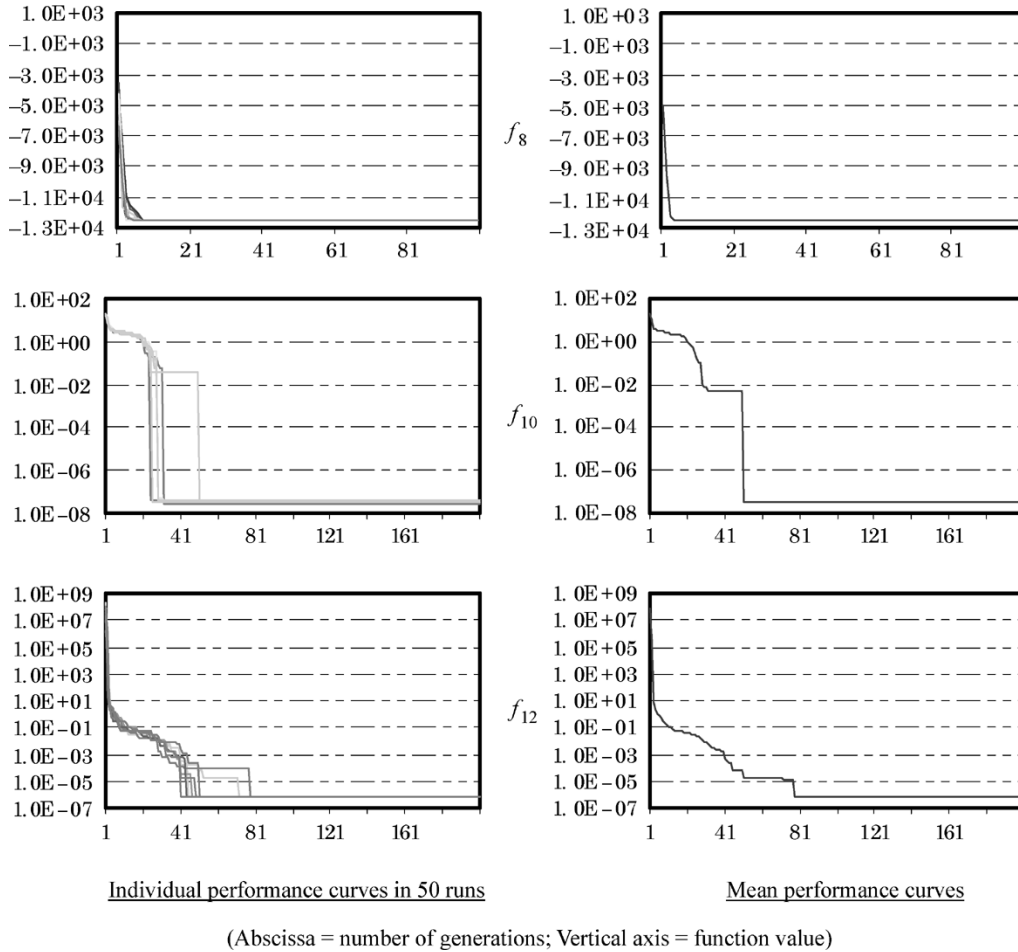 1. 0E+03
−1. 0E+03
−3. 0E+03
−5. 0E+03
−7. 0E+03
−9. 0E+03
−1. 1E+04
−1. 3E+04
1 21 41 61 81
f8
1. 0E+03
−1. 0E+03
−3. 0E+03
−5. 0E+03
−7. 0E+03
−9. 0E+03
−1. 1E+04
−1. 3E+04
1 21 41 61 81
1. 0E+02
1. 0E+00
1. 0E−02
1. 0E−04
1. 0E−06
1. 0E−08
1 41 81 121 161
f10
1. 0E+02
1. 0E+00
1. 0E−02
1. 0E−04
1. 0E−06
1. 0E−08
1 41 81 121 161
1. 0E+09
1. 0E+07
1. 0E+05
1. 0E+03
1. 0E+01
1. 0E−01
1. 0E−03
1. 0E−05
1. 0E−07
1 41 81 121 161
f12
1. 0E+09
1. 0E+07
1. 0E+05
1. 0E+03
1. 0E+01
1. 0E−01
1. 0E−03
1. 0E−05
1. 0E−07
1 41 81 121 161
Individual performance curves in 50 runs
Mean performance curves
(Abscissa = number of generations; Vertical axis = function value)